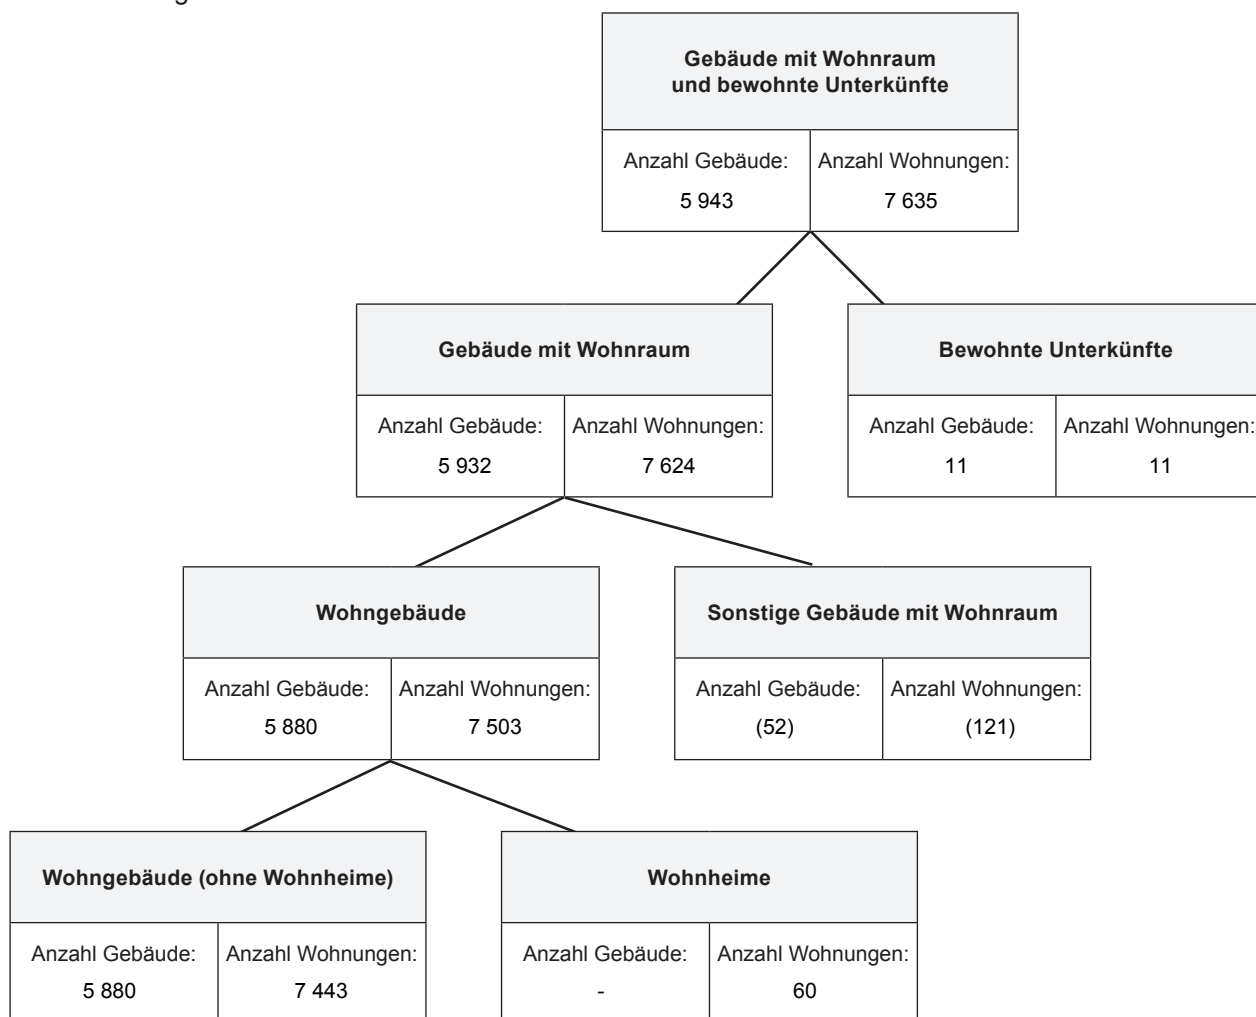 Gebäude mit Wohnraum
und bewohnte Unterkünfte
Anzahl Gebäude: Anzahl Wohnungen:
5 943 7 635
Gebäude mit Wohnraum Bewohnte Unterkünfte
Anzahl Gebäude: Anzahl Wohnungen: Anzahl Gebäude: Anzahl Wohnungen:
5 932 7 624 11 11
Wohngebäude Sonstige Gebäude mit Wohnraum
Anzahl Gebäude: Anzahl Wohnungen: Anzahl Gebäude: Anzahl Wohnungen:
5 880 7 503 (52) (121)
Wohngebäude (ohne Wohnheime) Wohnheime
Anzahl Gebäude: Anzahl Wohnungen: Anzahl Gebäude: Anzahl Wohnungen:
5 880 7 443 - 60